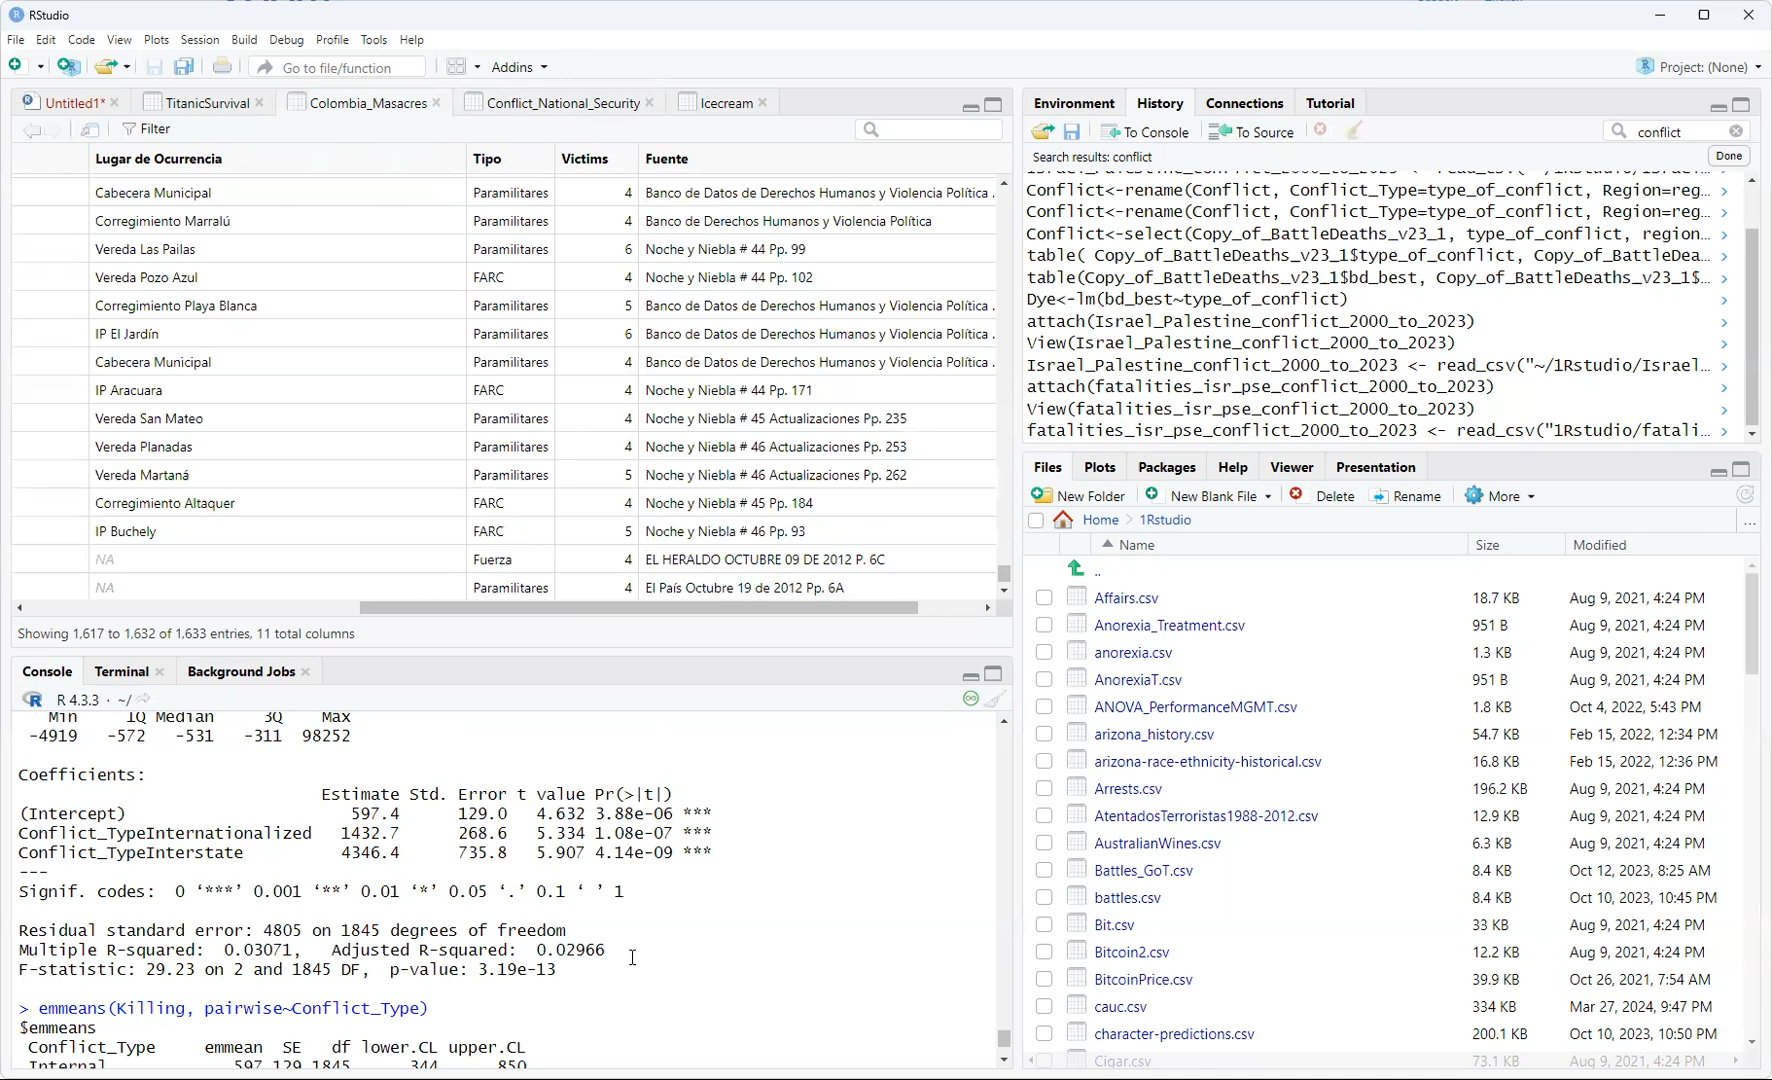 RStudio
File Edit Code View Plots Session Build Debug Profile Tools Help
Go to file/function Addins Project: (None)
Untitled1* TitanicSurvival Colombia_Masacres Conflict_National_Security Icecream
Filter
Lugar de Ocurrencia Tipo Victims Fuente
Cabecera Municipal Paramilitares 4 Banco de Datos de Derechos Humanos y Violencia Política .
Corregimiento Marralú Paramilitares 4 Banco de Derechos Humanos y Violencia Política
Vereda Las Pailas Paramilitares 6 Noche y Niebla # 44 Pp. 99
Vereda Pozo Azul FARC 4 Noche y Niebla # 44 Pp. 102
Corregimiento Playa Blanca Paramilitares 5 Banco de Datos de Derechos Humanos y Violencia Política .
IP El Jardín Paramilitares 6 Banco de Datos de Derechos Humanos y Violencia Política .
Cabecera Municipal Paramilitares 4 Banco de Datos de Derechos Humanos y Violencia Política .
IP Aracuara FARC 4 Noche y Niebla # 44 Pp. 171
Vereda San Mateo Paramilitares 4 Noche y Niebla # 45 Actualizaciones Pp. 235
Vereda Planadas Paramilitares 4 Noche y Niebla # 46 Actualizaciones Pp. 253
Vereda Martaná Paramilitares 5 Noche y Niebla # 46 Actualizaciones Pp. 262
Corregimiento Altaquer FARC 4 Noche y Niebla # 45 Pp. 184
IP Buchely FARC 5 Noche y Niebla # 46 Pp. 93
NA Fuerza 4 EL HERALDO OCTUBRE 09 DE 2012 P. 6C
NA Paramilitares 4 El País Octubre 19 de 2012 Pp. 6A
Showing 1,617 to 1,632 of 1,633 entries, 11 total columns
Console Terminal Background Jobs
R 4.3.3 · ~/
Min 1Q Median 3Q Max
-4919 -572 -531 -311 98252
Coefficients:
Estimate Std. Error t value Pr(>|t|)
(Intercept) 597.4 129.0 4.632 3.88e-06 ***
Conflict_TypeInternationalized 1432.7 268.6 5.334 1.08e-07 ***
Conflict_TypeInterstate 4346.4 735.8 5.907 4.14e-09 ***
---
Signif. codes: 0 ‘***’ 0.001 ‘**’ 0.01 ‘*’ 0.05 ‘.’ 0.1 ‘ ’ 1
Residual standard error: 4805 on 1845 degrees of freedom
Multiple R-squared: 0.03071, Adjusted R-squared: 0.02966
F-statistic: 29.23 on 2 and 1845 DF, p-value: 3.19e-13
> emmeans(Killing, pairwise~Conflict_Type)
$emmeans
Conflict_Type emmean SE df lower.CL upper.CL
Internal 597 129 1845 344 850
Environment History Connections Tutorial
To Console To Source conflict
Search results: conflict Done
Israel_Palestine_conflict_2000_to_2023 <- read_csv("~/1Rstudio/Israel...
Conflict<-rename(Conflict, Conflict_Type=type_of_conflict, Region=reg...
Conflict<-rename(Conflict, Conflict_Type=type_of_conflict, Region=reg...
Conflict<-select(Copy_of_BattleDeaths_v23_1, type_of_conflict, region...
table( Copy_of_BattleDeaths_v23_1$type_of_conflict, Copy_of_BattleDea...
table(Copy_of_BattleDeaths_v23_1$bd_best, Copy_of_BattleDeaths_v23_1$...
Dye<-lm(bd_best~type_of_conflict)
attach(Israel_Palestine_conflict_2000_to_2023)
View(Israel_Palestine_conflict_2000_to_2023)
Israel_Palestine_conflict_2000_to_2023 <- read_csv("~/1Rstudio/Israel...
attach(fatalities_isr_pse_conflict_2000_to_2023)
View(fatalities_isr_pse_conflict_2000_to_2023)
fatalities_isr_pse_conflict_2000_to_2023 <- read_csv("1Rstudio/fatali...
Files Plots Packages Help Viewer Presentation
New Folder New Blank File Delete Rename More
Home 1Rstudio ...
Name Size Modified
..
Affairs.csv 18.7 KB Aug 9, 2021, 4:24 PM
Anorexia_Treatment.csv 951 B Aug 9, 2021, 4:24 PM
anorexia.csv 1.3 KB Aug 9, 2021, 4:24 PM
AnorexiaT.csv 951 B Aug 9, 2021, 4:24 PM
ANOVA_PerformanceMGMT.csv 1.8 KB Oct 4, 2022, 5:43 PM
arizona_history.csv 54.7 KB Feb 15, 2022, 12:34 PM
arizona-race-ethnicity-historical.csv 16.8 KB Feb 15, 2022, 12:36 PM
Arrests.csv 196.2 KB Aug 9, 2021, 4:24 PM
AtentadosTerroristas1988-2012.csv 12.9 KB Aug 9, 2021, 4:24 PM
AustralianWines.csv 6.3 KB Aug 9, 2021, 4:24 PM
Battles_GoT.csv 8.4 KB Oct 12, 2023, 8:25 AM
battles.csv 8.4 KB Oct 10, 2023, 10:45 PM
Bit.csv 33 KB Aug 9, 2021, 4:24 PM
Bitcoin2.csv 12.2 KB Aug 9, 2021, 4:24 PM
BitcoinPrice.csv 39.9 KB Oct 26, 2021, 7:54 AM
cauc.csv 334 KB Mar 27, 2024, 9:47 PM
character-predictions.csv 200.1 KB Oct 10, 2023, 10:50 PM
Cigar.csv 73.1 KB Aug 9, 2021, 4:24 PM